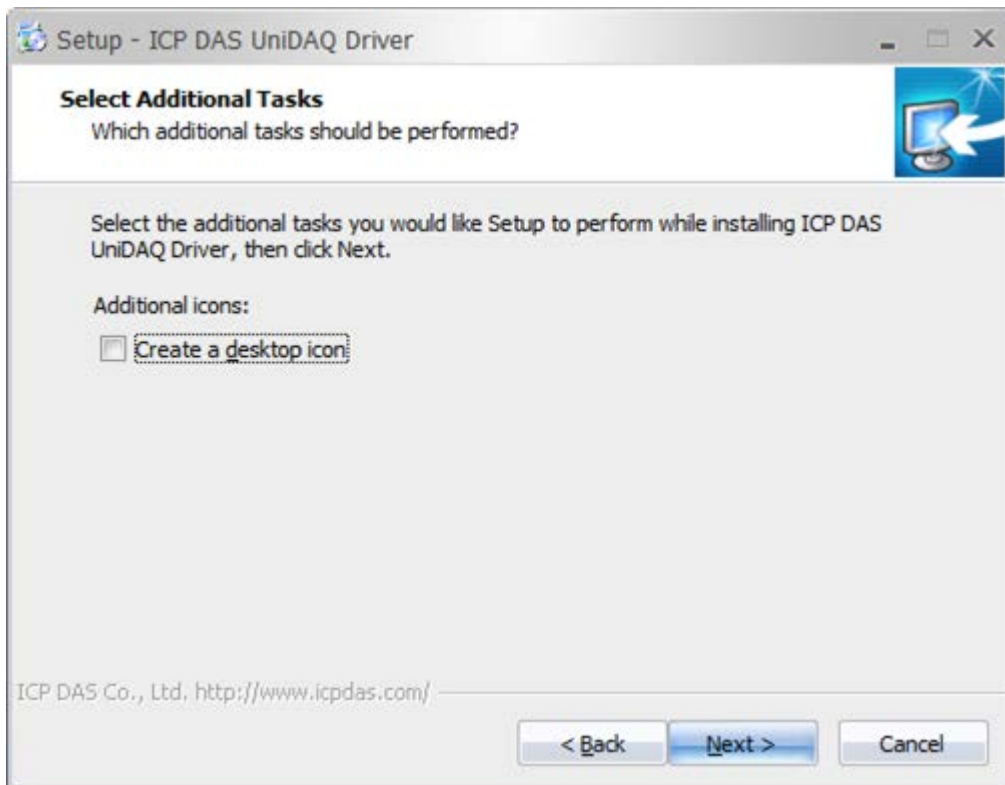 Setup - ICP DAS UniDAQ Driver
Select Additional Tasks
Which additional tasks should be performed?
Select the additional tasks you would like Setup to perform while installing ICP DAS
UniDAQ Driver, then click Next.
Additional icons:
Create a desktop icon
ICP DAS Co., Ltd. http://www.icpdas.com/
< Back Next > Cancel